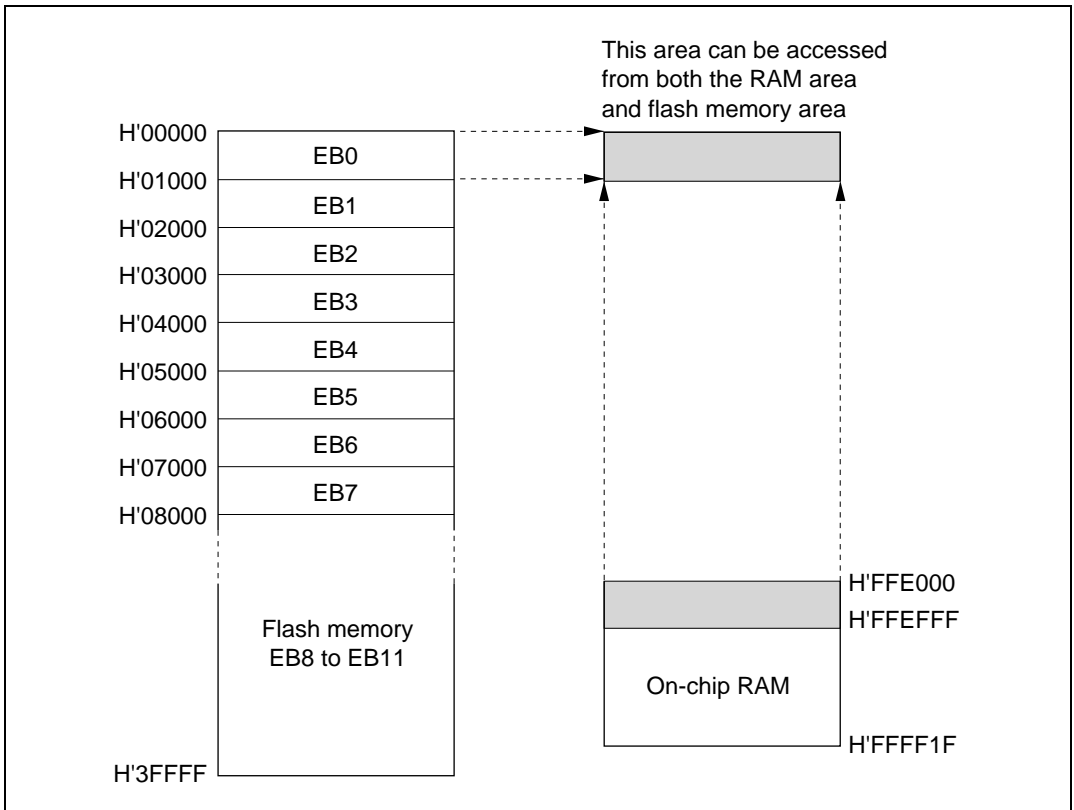 This area can be accessed
from both the RAM area
and flash memory area
H'00000
EB0
H'01000
EB1
H'02000
EB2
H'03000
EB3
H'04000
EB4
H'05000
EB5
H'06000
EB6
H'07000
EB7
H'08000
H'FFE000
H'FFEFFF
Flash memory
EB8 to EB11
On-chip RAM
H'FFFF1F
H'3FFFF